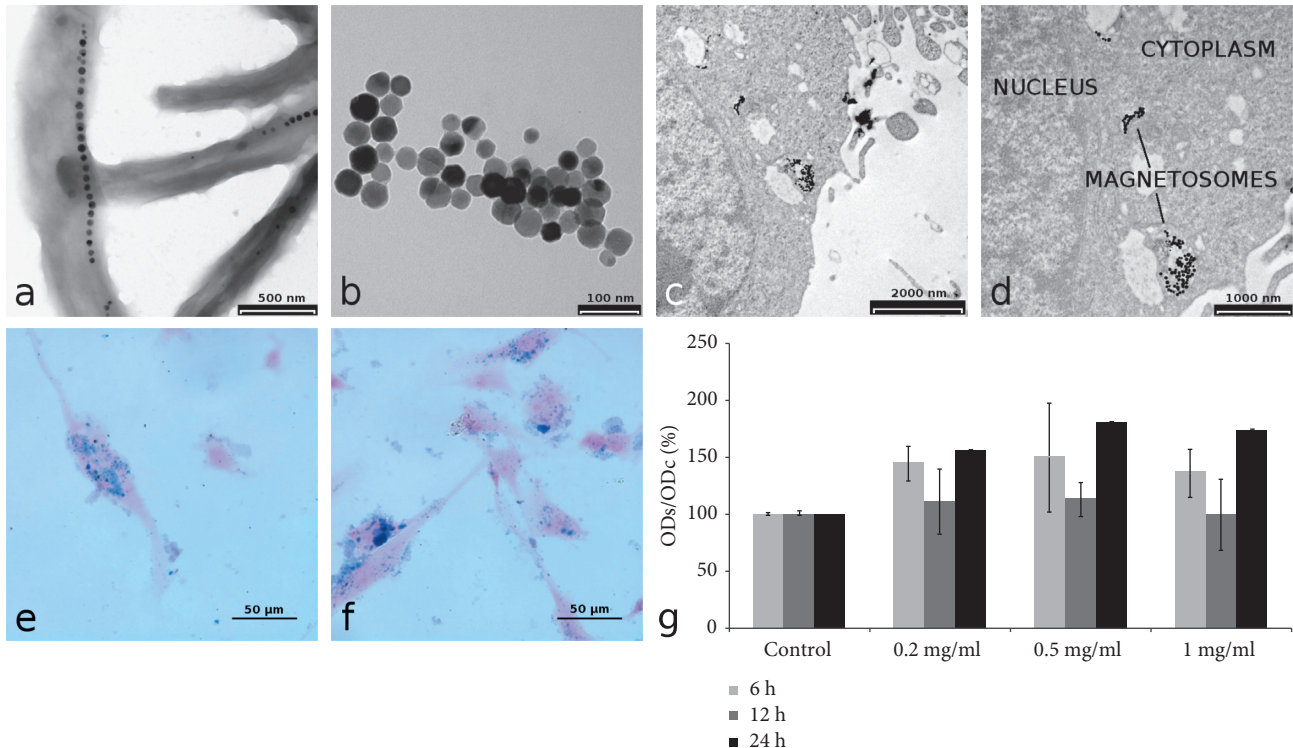 a
500 nm
b
100 nm
c
2000 nm
CYTOPLASM
NUCLEUS
MAGNETOSOMES
d
1000 nm
e
50 µm
f
50 µm
g
ODs/ODc (%)
250
200
150
100
50
0
Control
0.2 mg/ml
0.5 mg/ml
1 mg/ml
6 h
12 h
24 h